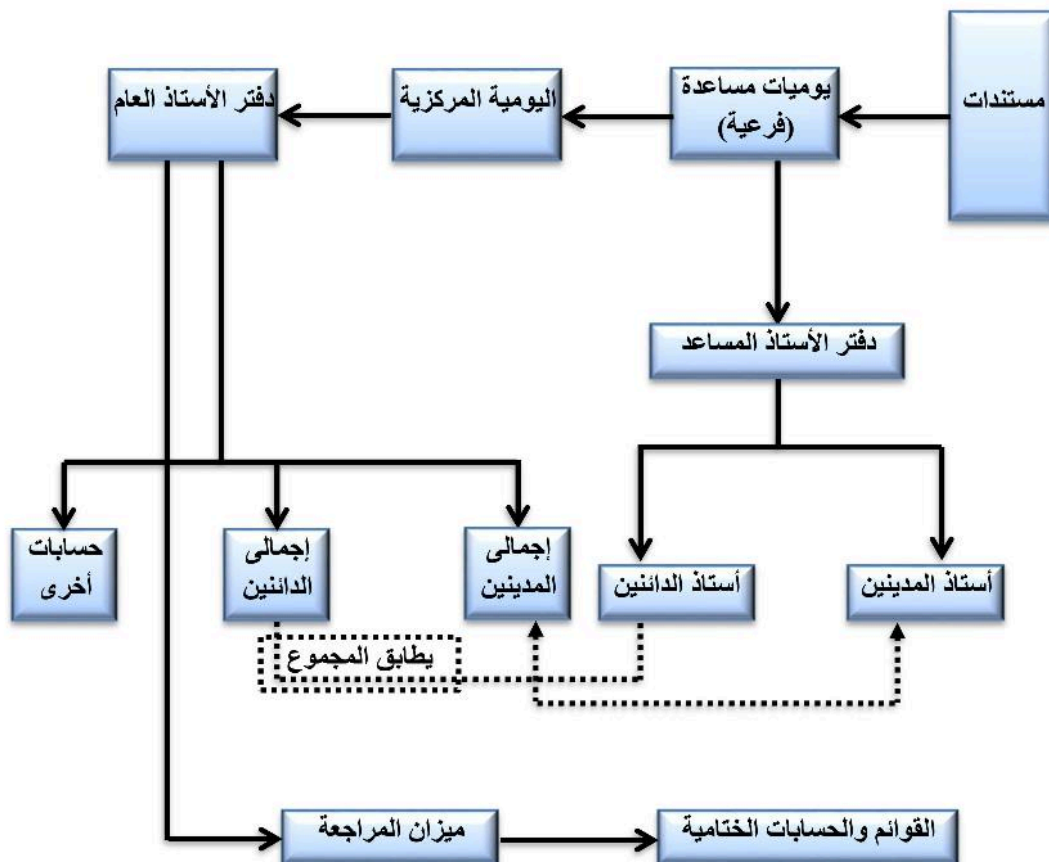 مستندات
يوميات مساعدة
(فرعية)
اليومية المركزية
دفتر الأستاذ العام
دفتر الأستاذ المساعد
أستاذ المدينين
أستاذ الدائنين
إجمالى
المدينين
إجمالى
الدائنين
حسابات
أخرى
يطابق المجموع
ميزان المراجعة
القوائم والحسابات الختامية